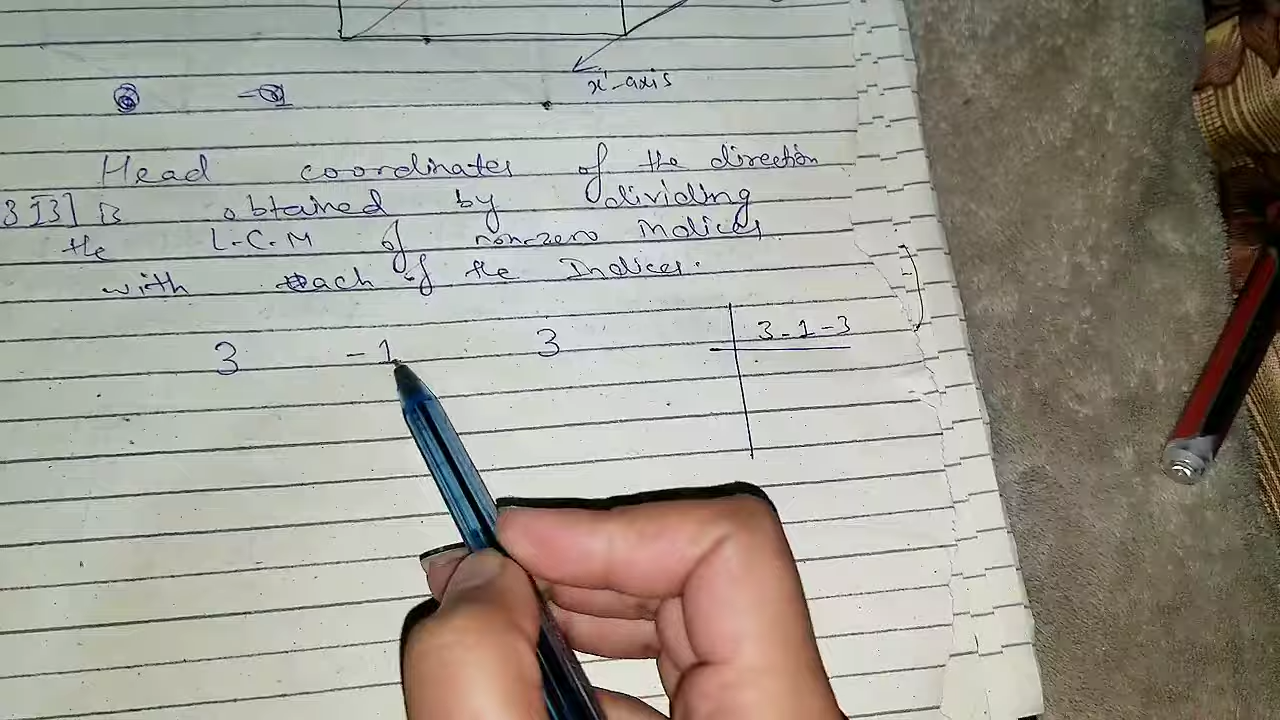 x-axis
Head coordinates of the direction
3 1̄ 3] is obtained by dividing
the L.C.M of nonzero indices
with each of the Indices.
3 -1 3
3-1-3